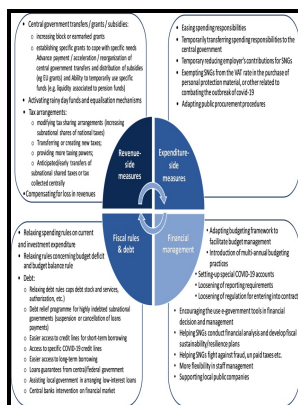 • Central government transfers / grants / subsidies:
o increasing block or earmarked grants
o establishing specific grants to cope with specific needs
Advance payment / acceleration / reorganization of
central government transfers and distribution of subsidies
(eg EU grants) and Ability to temporarily use specific
funds (e.g. liquidity associated to pension funds)
• Activating rainy day funds and equalisation mechanisms
• Tax arrangements:
o modifying tax sharing arrangements (increasing
subnational shares of national taxes)
o Transferring or creating new taxes;
o providing more taxing powers;
o Anticipated/early transfers of
subnational shared taxes or tax
collected centrally
• Compensating for loss in revenues
• Easing spending responsibilities
• Temporarily transferring spending responsibilities to the
central government
• Temporary reducing employer's contributions for SNGs
• Exempting SNGs from the VAT rate in the purchase of
personal protection material, or other related to
combating the outbreak of covid-19
• Adapting public procurement procedures
Revenue-
side
measures
Expenditure-
side
measures
Fiscal rules
& debt
Financial
management
• Relaxing spending rules on current
and investment expenditure
• Relaxing rules concerning budget deficit
and budget balance rule
• Debt:
o Relaxing debt rules (caps debt stock and services,
authorization, etc.)
o Debt relief programme for highly indebted subnational
governments (suspension or cancellation of loans
payments)
o Easier access to credit lines for short-term borrowing
o Access to specific COVID-19 credit lines
o Easier access to long-term borrowing
o Loans guarantees from central/federal government
o Assisting local government in arranging low-interest loans
o Central banks intervention on financial market
• Adapting budgeting framework to
facilitate budget management
• Introduction of multi-annual budgeting
practices
• Setting-up special COVID-19 accounts
• Loosening of reporting requirements
• Loosening of regulation for entering into contract
• Encouraging the use e-government tools in financial
decision and management
• Helping SNGs conduct financial analysis and develop fiscal
sustainability/resilience plans
• Helping SNGs fight against fraud, un paid taxes etc.
• More flexibility in staff management
• Supporting local public companies